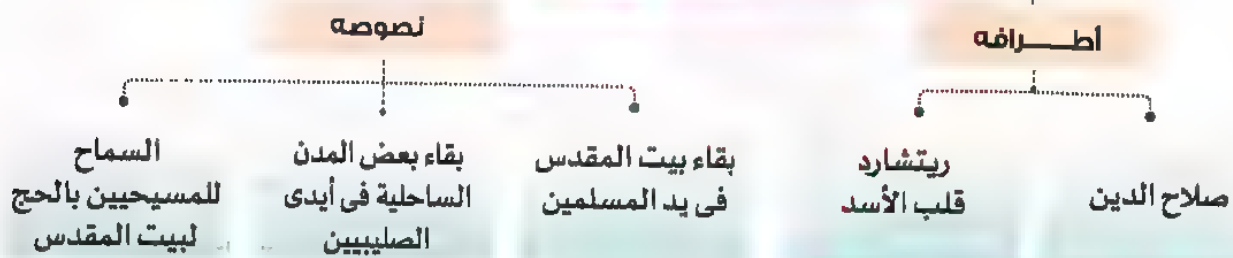 أطـــرافه
صلاح الدين
ريتشارد
قلب الأسد
نصوصه
بقاء بيت المقدس
فى يد المسلمين
بقاء بعض المدن
الساحلية فى أيدى
الصليبيين
السماح
للمسيحيين بالحج
لبيت المقدس